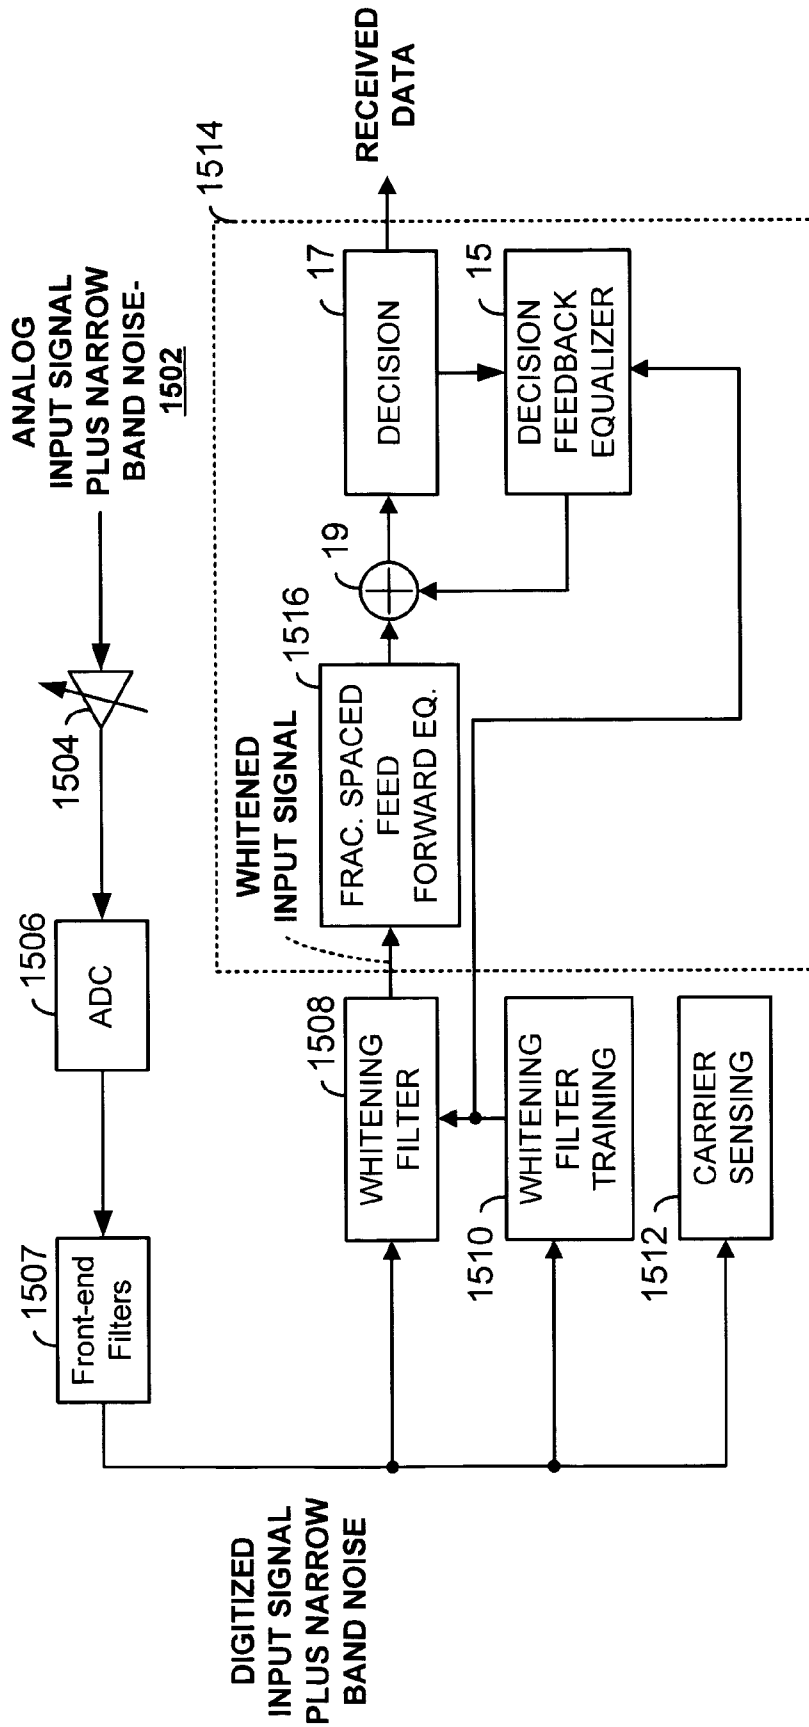 ANALOG
INPUT SIGNAL
PLUS NARROW
BAND NOISE-
1502
1504
1506
ADC
1507
Front-end
Filters
DIGITIZED
INPUT SIGNAL
PLUS NARROW
BAND NOISE
1508
WHITENING
FILTER
1510
WHITENING
FILTER
TRAINING
1512
CARRIER
SENSING
WHITENED
INPUT SIGNAL
1514
1516
FRAC. SPACED
FEED
FORWARD EQ.
19
17
DECISION
15
DECISION
FEEDBACK
EQUALIZER
RECEIVED
DATA